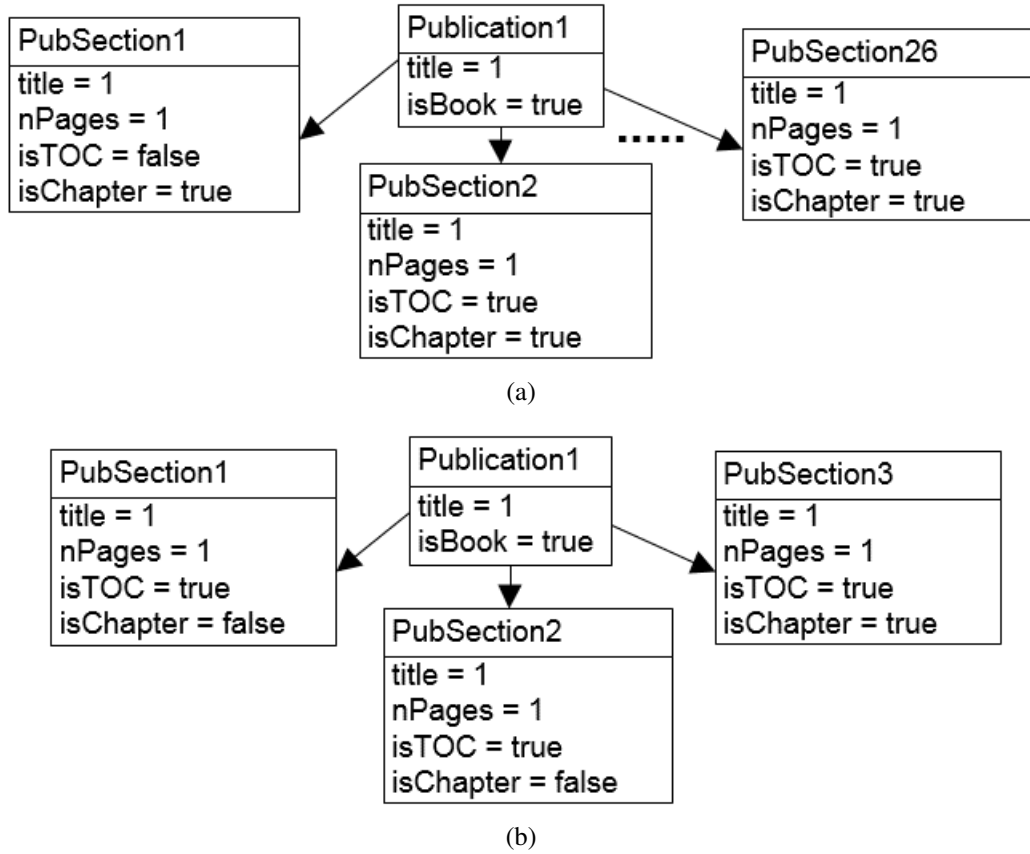 PubSection1
title = 1
nPages = 1
isTOC = false
isChapter = true
Publication1
title = 1
isBook = true
PubSection26
title = 1
nPages = 1
isTOC = true
isChapter = true
PubSection2
title = 1
nPages = 1
isTOC = true
isChapter = true
(a)
PubSection1
title = 1
nPages = 1
isTOC = true
isChapter = false
Publication1
title = 1
isBook = true
PubSection3
title = 1
nPages = 1
isTOC = true
isChapter = true
PubSection2
title = 1
nPages = 1
isTOC = true
isChapter = false
(b)